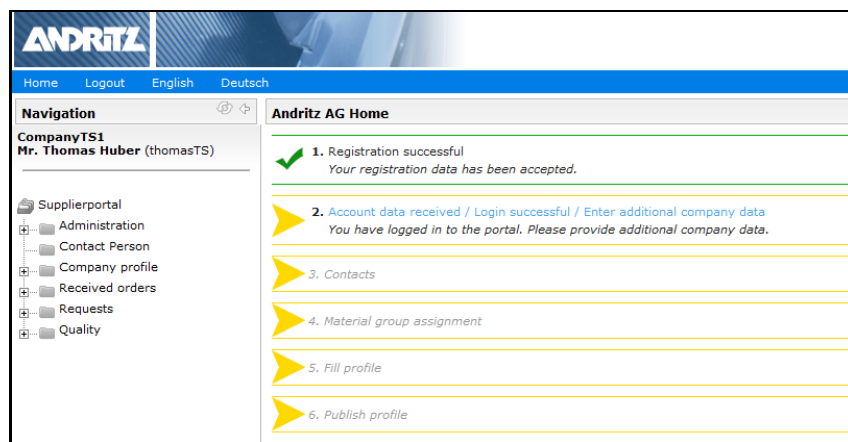 ANDRITZ
Home Logout English Deutsch
Navigation
CompanyTS1
Mr. Thomas Huber (thomasTS)
Supplierportal
Administration
Contact Person
Company profile
Received orders
Requests
Quality
Andritz AG Home
1. Registration successful
Your registration data has been accepted.
2. Account data received / Login successful / Enter additional company data
You have logged in to the portal. Please provide additional company data.
3. Contacts
4. Material group assignment
5. Fill profile
6. Publish profile